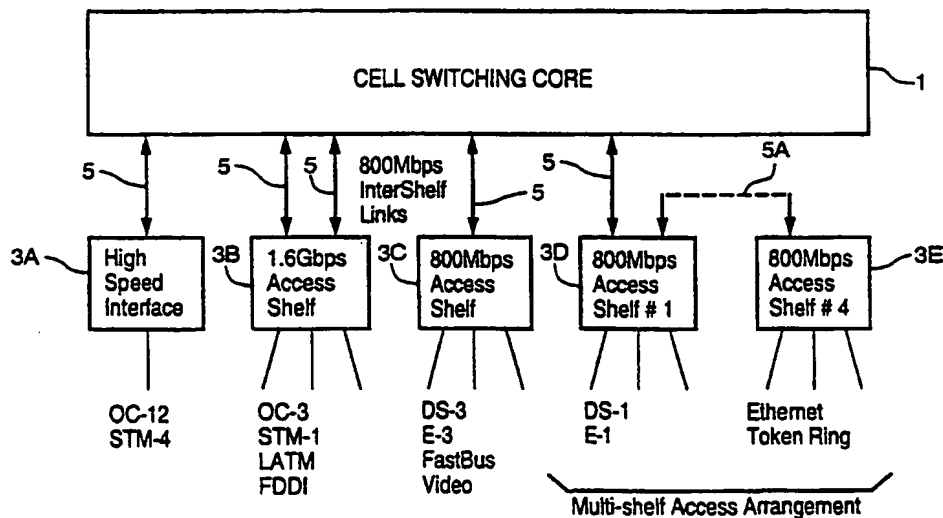 CELL SWITCHING CORE
1
5
5
5
800Mbps
InterShelf
Links
5
5
5A
3A
High
Speed
Interface
3B
1.6Gbps
Access
Shelf
3C
800Mbps
Access
Shelf
3D
800Mbps
Access
Shelf # 1
800Mbps
Access
Shelf # 4
3E
OC-12
STM-4
OC-3
STM-1
LATM
FDDI
DS-3
E-3
FastBus
Video
DS-1
E-1
Ethernet
Token Ring
Multi-shelf Access Arrangement